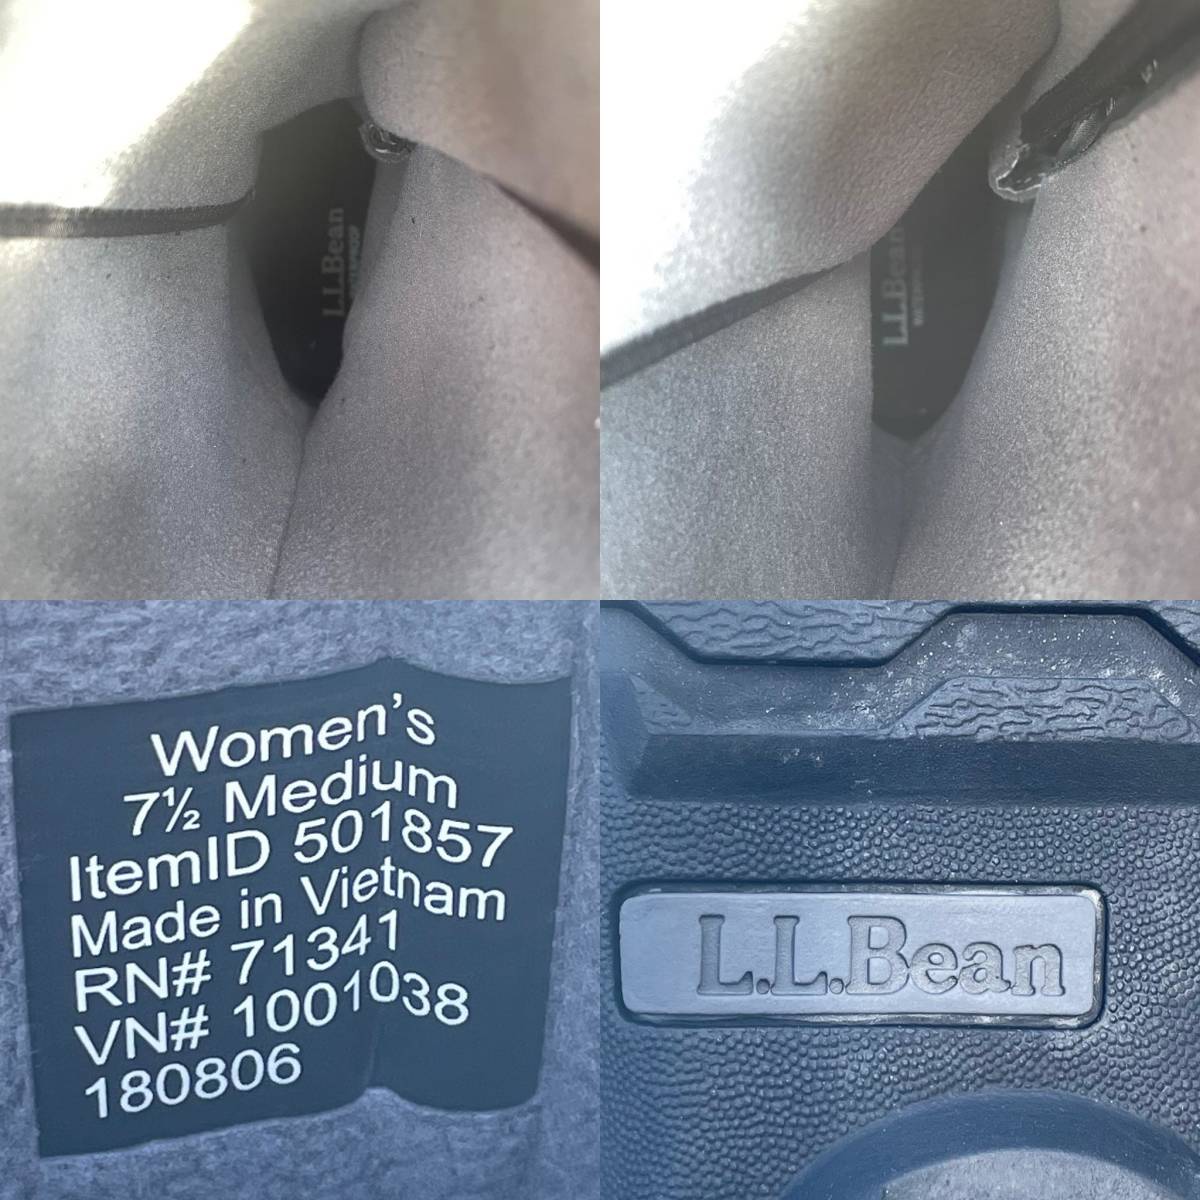 L.L.Bean
L.L.Bean
Women's
7½ Medium
ItemID 501857
Made in Vietnam
RN# 71341
VN# 1001038
180806
L.L.Bean